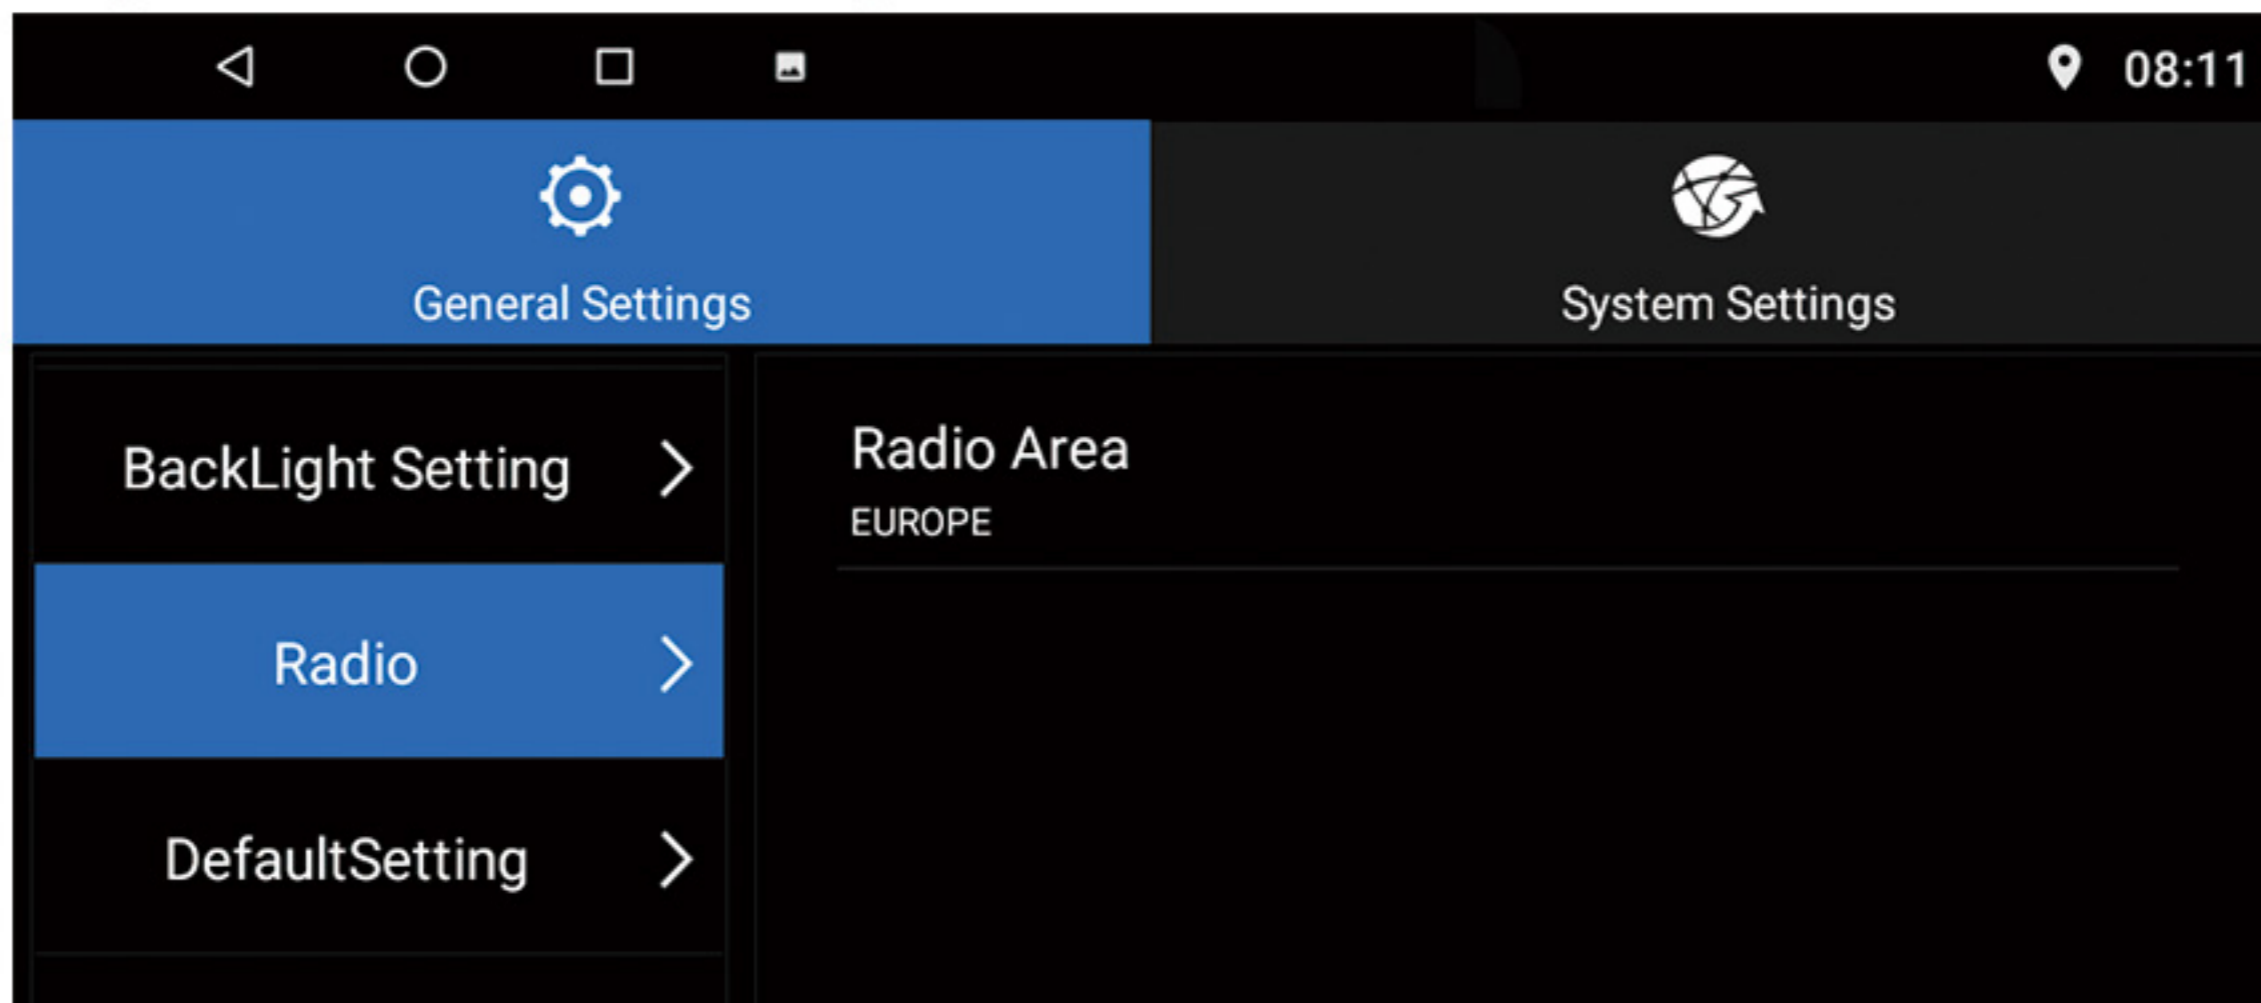 08:11
General Settings
System Settings
BackLight Setting
Radio
DefaultSetting
Radio Area
EUROPE